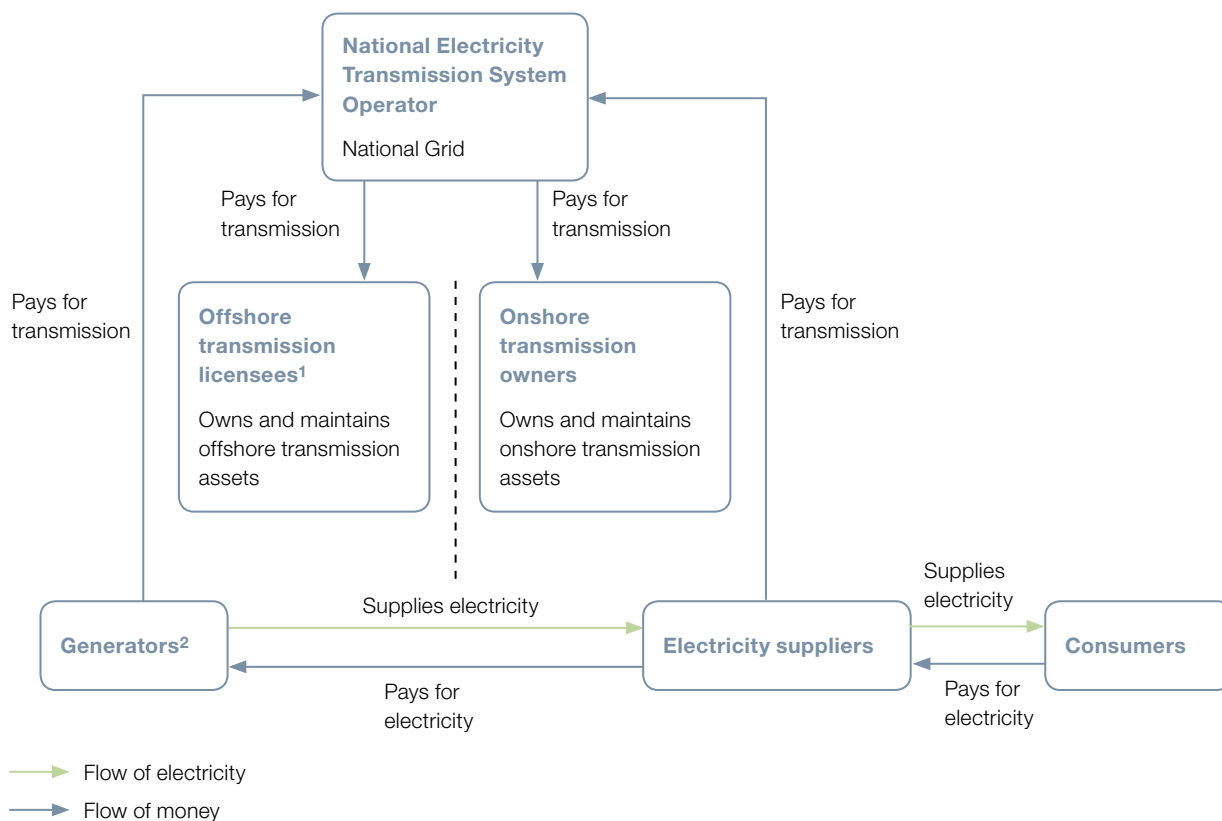 National Electricity
Transmission System
Operator
National Grid
Pays for
transmission
Pays for
transmission
Pays for
transmission
Pays for
transmission
Offshore
transmission
licensees¹
Owns and maintains
offshore transmission
assets
Onshore
transmission
owners
Owns and maintains
onshore transmission
assets
Generators²
Supplies electricity
Pays for
electricity
Electricity suppliers
Supplies
electricity
Pays for
electricity
Consumers
Flow of electricity
Flow of money